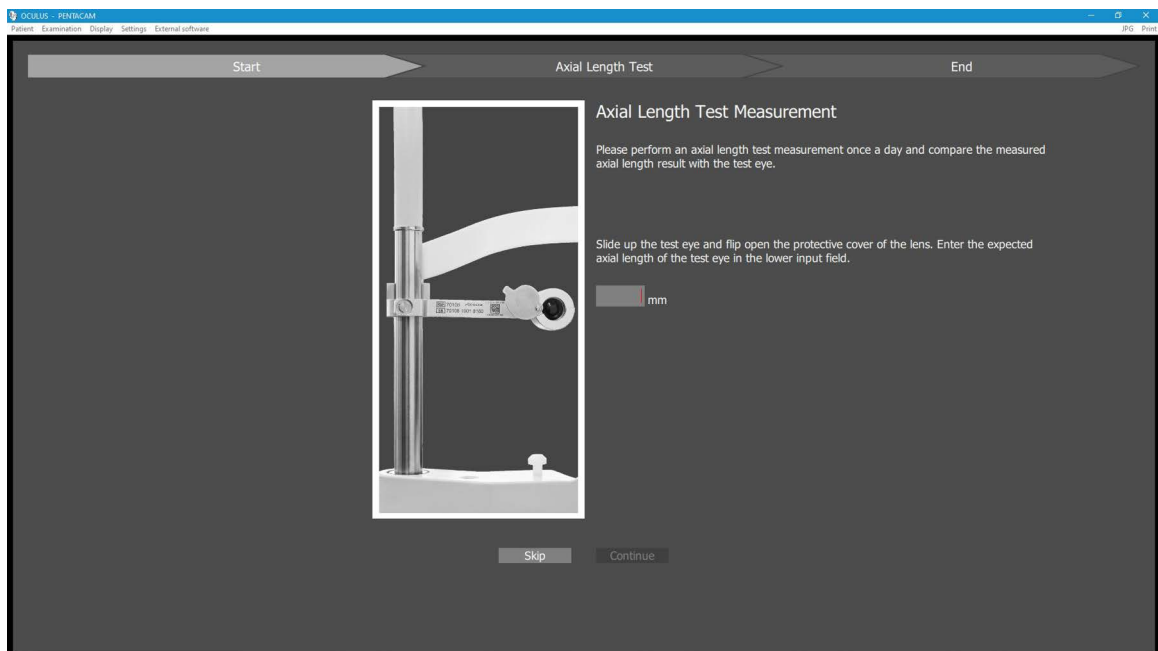 OCULUS - PENTACAM
Patient Examination Display Settings External software JPG Print
Start Axial Length Test End
Axial Length Test Measurement
Please perform an axial length test measurement once a day and compare the measured
axial length result with the test eye.
Slide up the test eye and flip open the protective cover of the lens. Enter the expected
axial length of the test eye in the lower input field.
mm
70100
Skip Continue